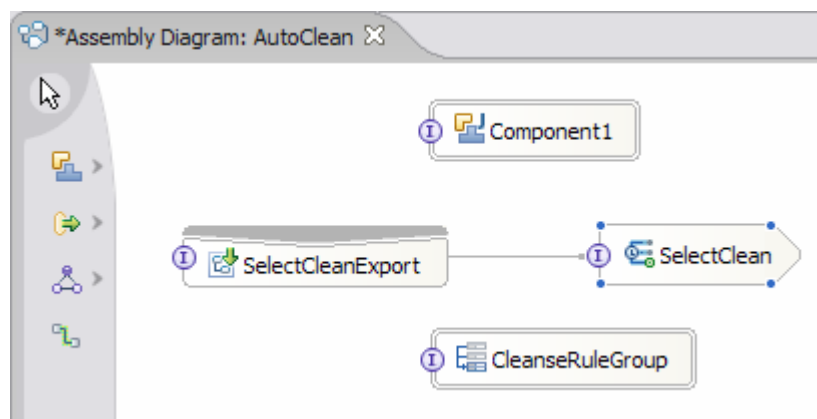 *Assembly Diagram: AutoClean
Component1
SelectCleanExport
SelectClean
CleanseRuleGroup